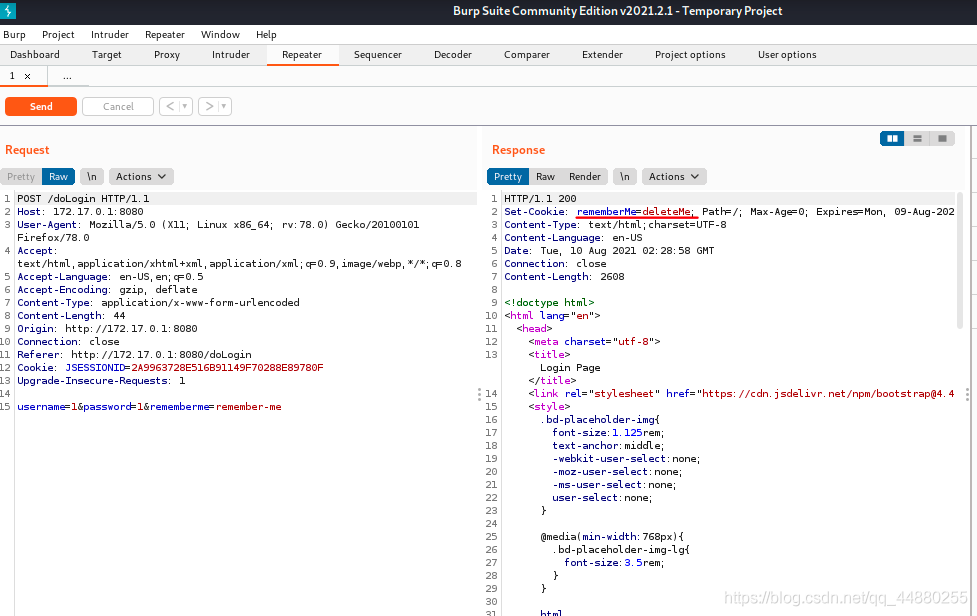 Burp Suite Community Edition v2021.2.1 - Temporary Project
Burp Project Intruder Repeater Window Help
Dashboard Target Proxy Intruder Repeater Sequencer Decoder Comparer Extender Project options User options
1 × ...
Send Cancel < ▼ > ▼
Request
Pretty Raw \n Actions
1 POST /doLogin HTTP/1.1
2 Host: 172.17.0.1:8080
3 User-Agent: Mozilla/5.0 (X11; Linux x86_64; rv:78.0) Gecko/20100101
Firefox/78.0
4 Accept:
text/html,application/xhtml+xml,application/xml;q=0.9,image/webp,*/*;q=0.8
5 Accept-Language: en-US,en;q=0.5
6 Accept-Encoding: gzip, deflate
7 Content-Type: application/x-www-form-urlencoded
8 Content-Length: 44
9 Origin: http://172.17.0.1:8080
10 Connection: close
11 Referer: http://172.17.0.1:8080/doLogin
12 Cookie: JSESSIONID=2A9963728E516B91149F70288E89780F
13 Upgrade-Insecure-Requests: 1
14
15 username=1&password=1&rememberme=remember-me
Response
Pretty Raw Render \n Actions
1 HTTP/1.1 200
2 Set-Cookie: rememberMe=deleteMe; Path=/; Max-Age=0; Expires=Mon, 09-Aug-202
3 Content-Type: text/html;charset=UTF-8
4 Content-Language: en-US
5 Date: Tue, 10 Aug 2021 02:28:58 GMT
6 Connection: close
7 Content-Length: 2608
8
9 <!doctype html>
10 <html lang="en">
11 <head>
12 <meta charset="utf-8">
13 <title>
Login Page
</title>
14 <link rel="stylesheet" href="https://cdn.jsdelivr.net/npm/bootstrap@4.4
15 <style>
16 .bd-placeholder-img{
17 font-size:1.125rem;
18 text-anchor:middle;
19 -webkit-user-select:none;
20 -moz-user-select:none;
21 -ms-user-select:none;
22 user-select:none;
23 }
24
25 @media(min-width:768px){
26 .bd-placeholder-img-lg{
27 font-size:3.5rem;
28 }
29 }
30
31 html
https://blog.csdn.net/qq_44880255